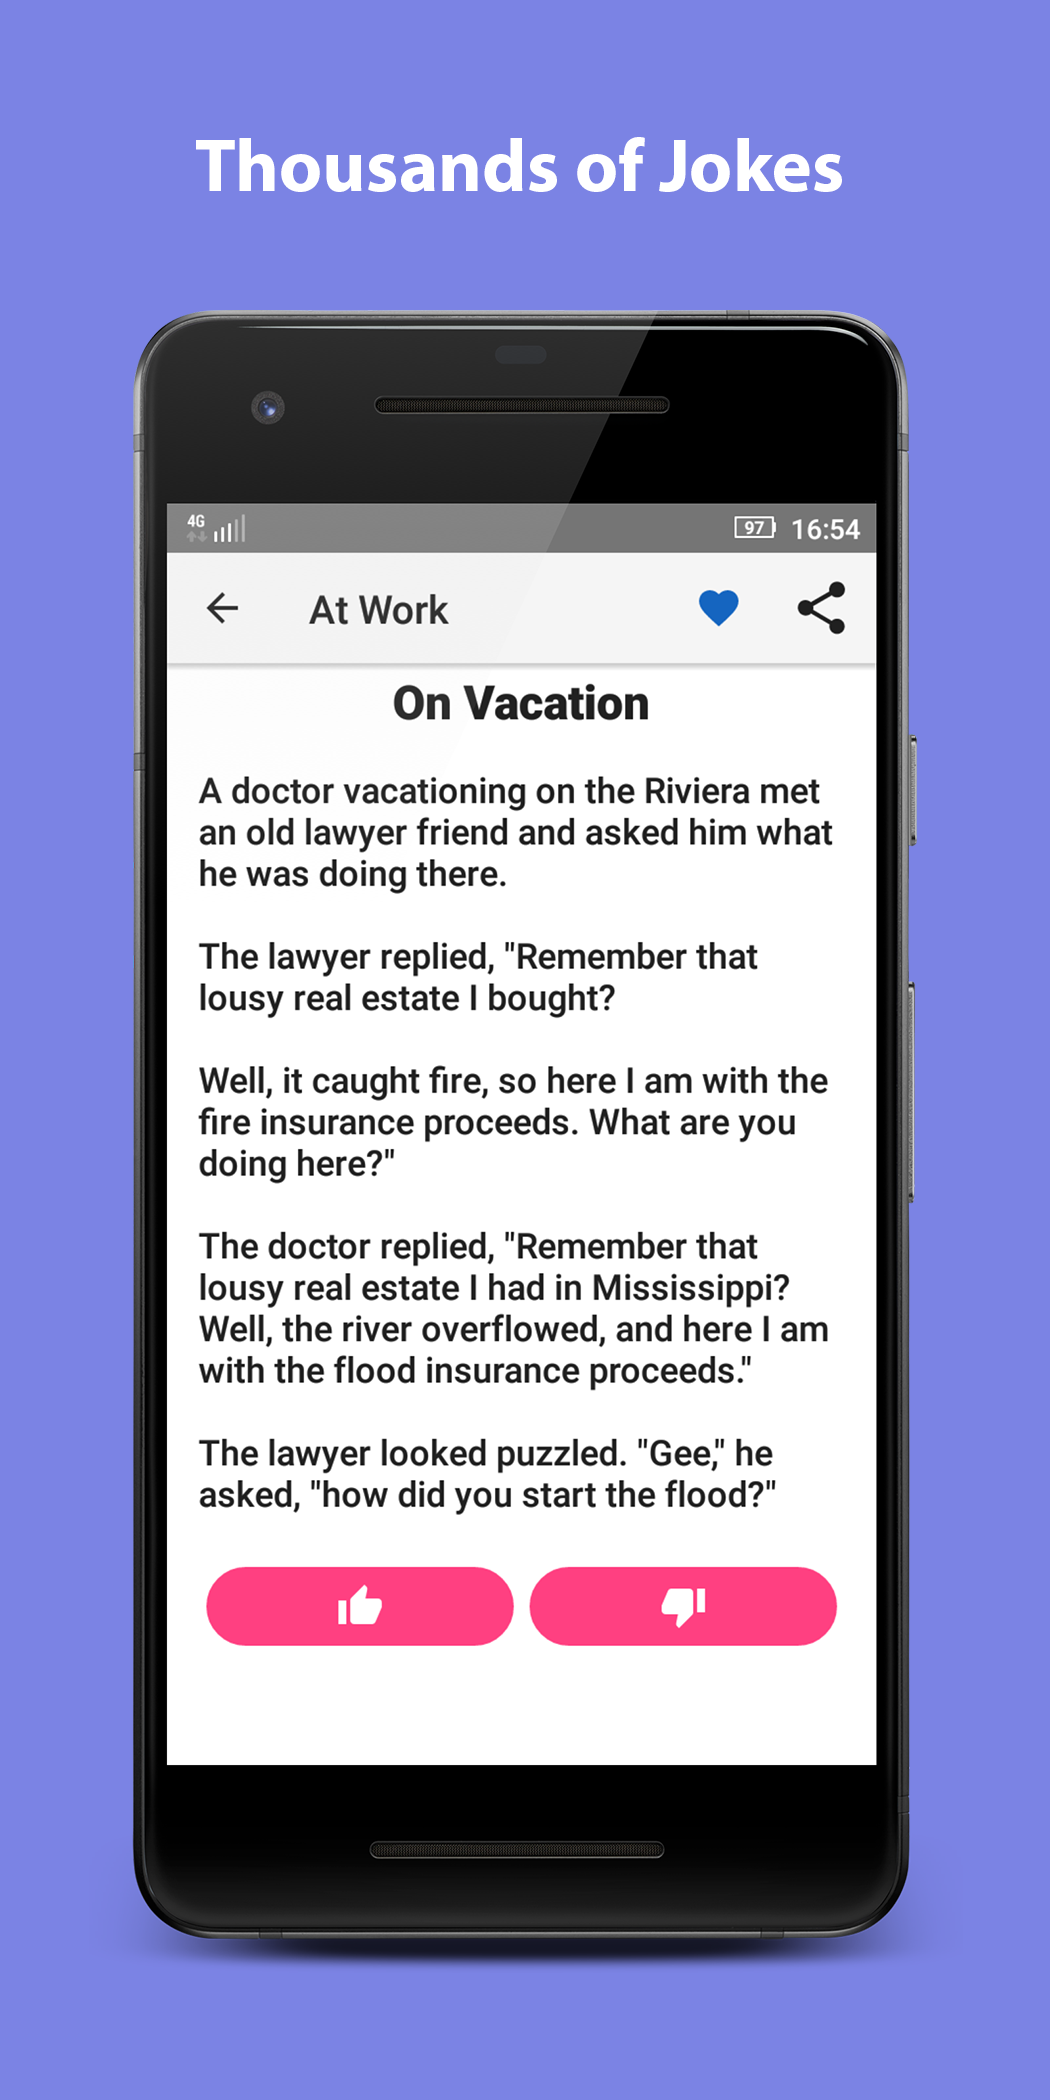 Thousands of Jokes
4G
97 16:54
At Work
On Vacation
A doctor vacationing on the Riviera met
an old lawyer friend and asked him what
he was doing there.
The lawyer replied, "Remember that
lousy real estate I bought?
Well, it caught fire, so here I am with the
fire insurance proceeds. What are you
doing here?"
The doctor replied, "Remember that
lousy real estate I had in Mississippi?
Well, the river overflowed, and here I am
with the flood insurance proceeds."
The lawyer looked puzzled. "Gee," he
asked, "how did you start the flood?"